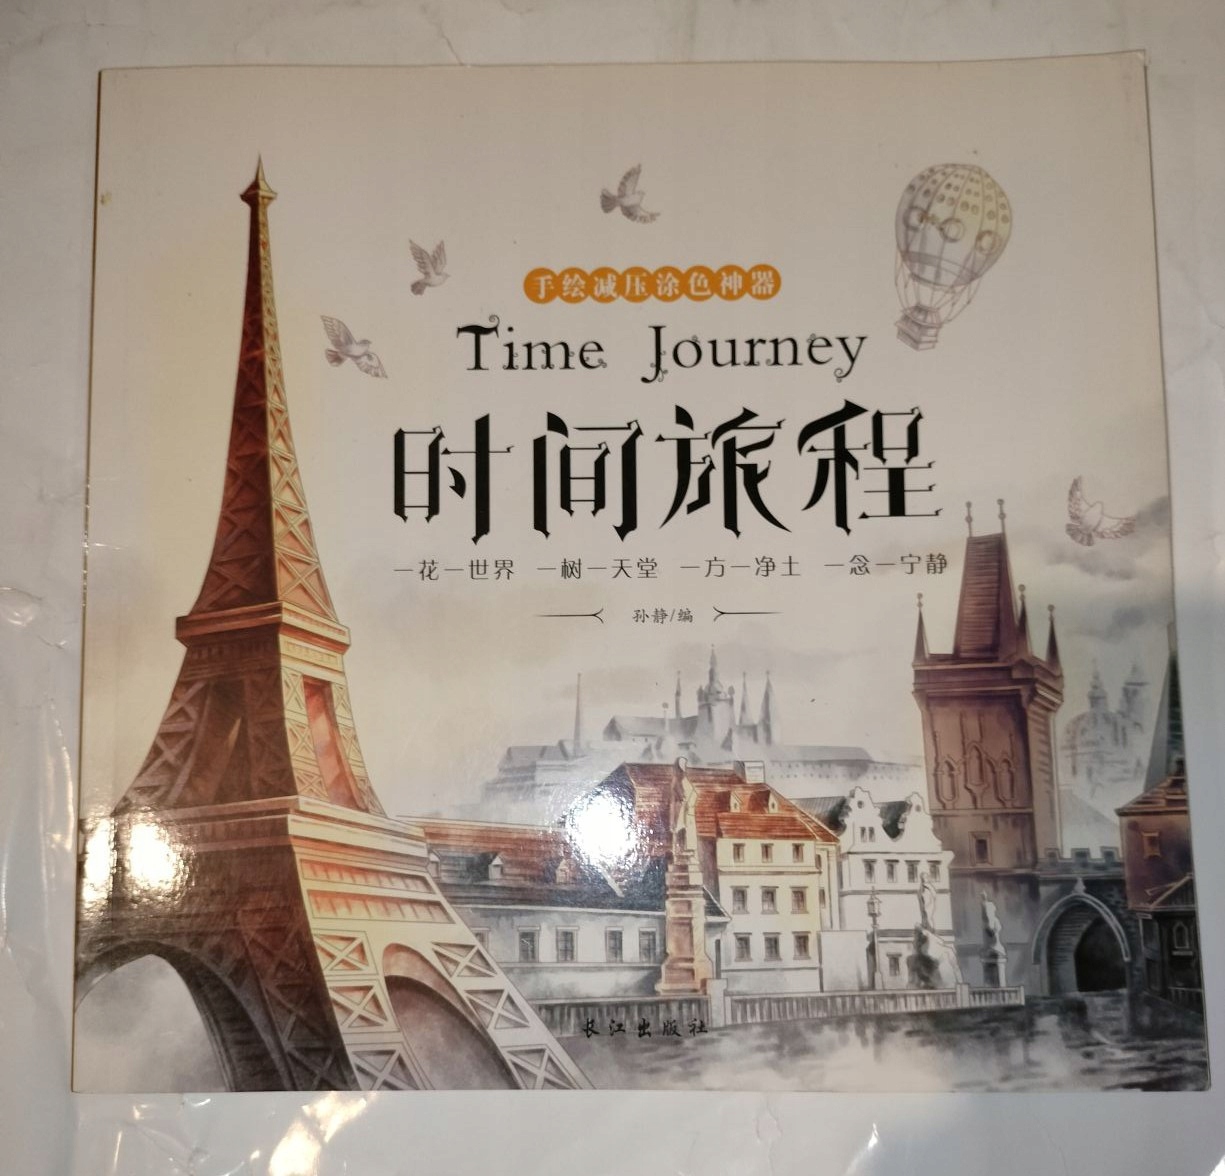 手绘减压涂色神器
Time Journey
时间旅程
一花一世界 一树一天堂 一方一净土 一念一宁静
孙静/编
长江出版社